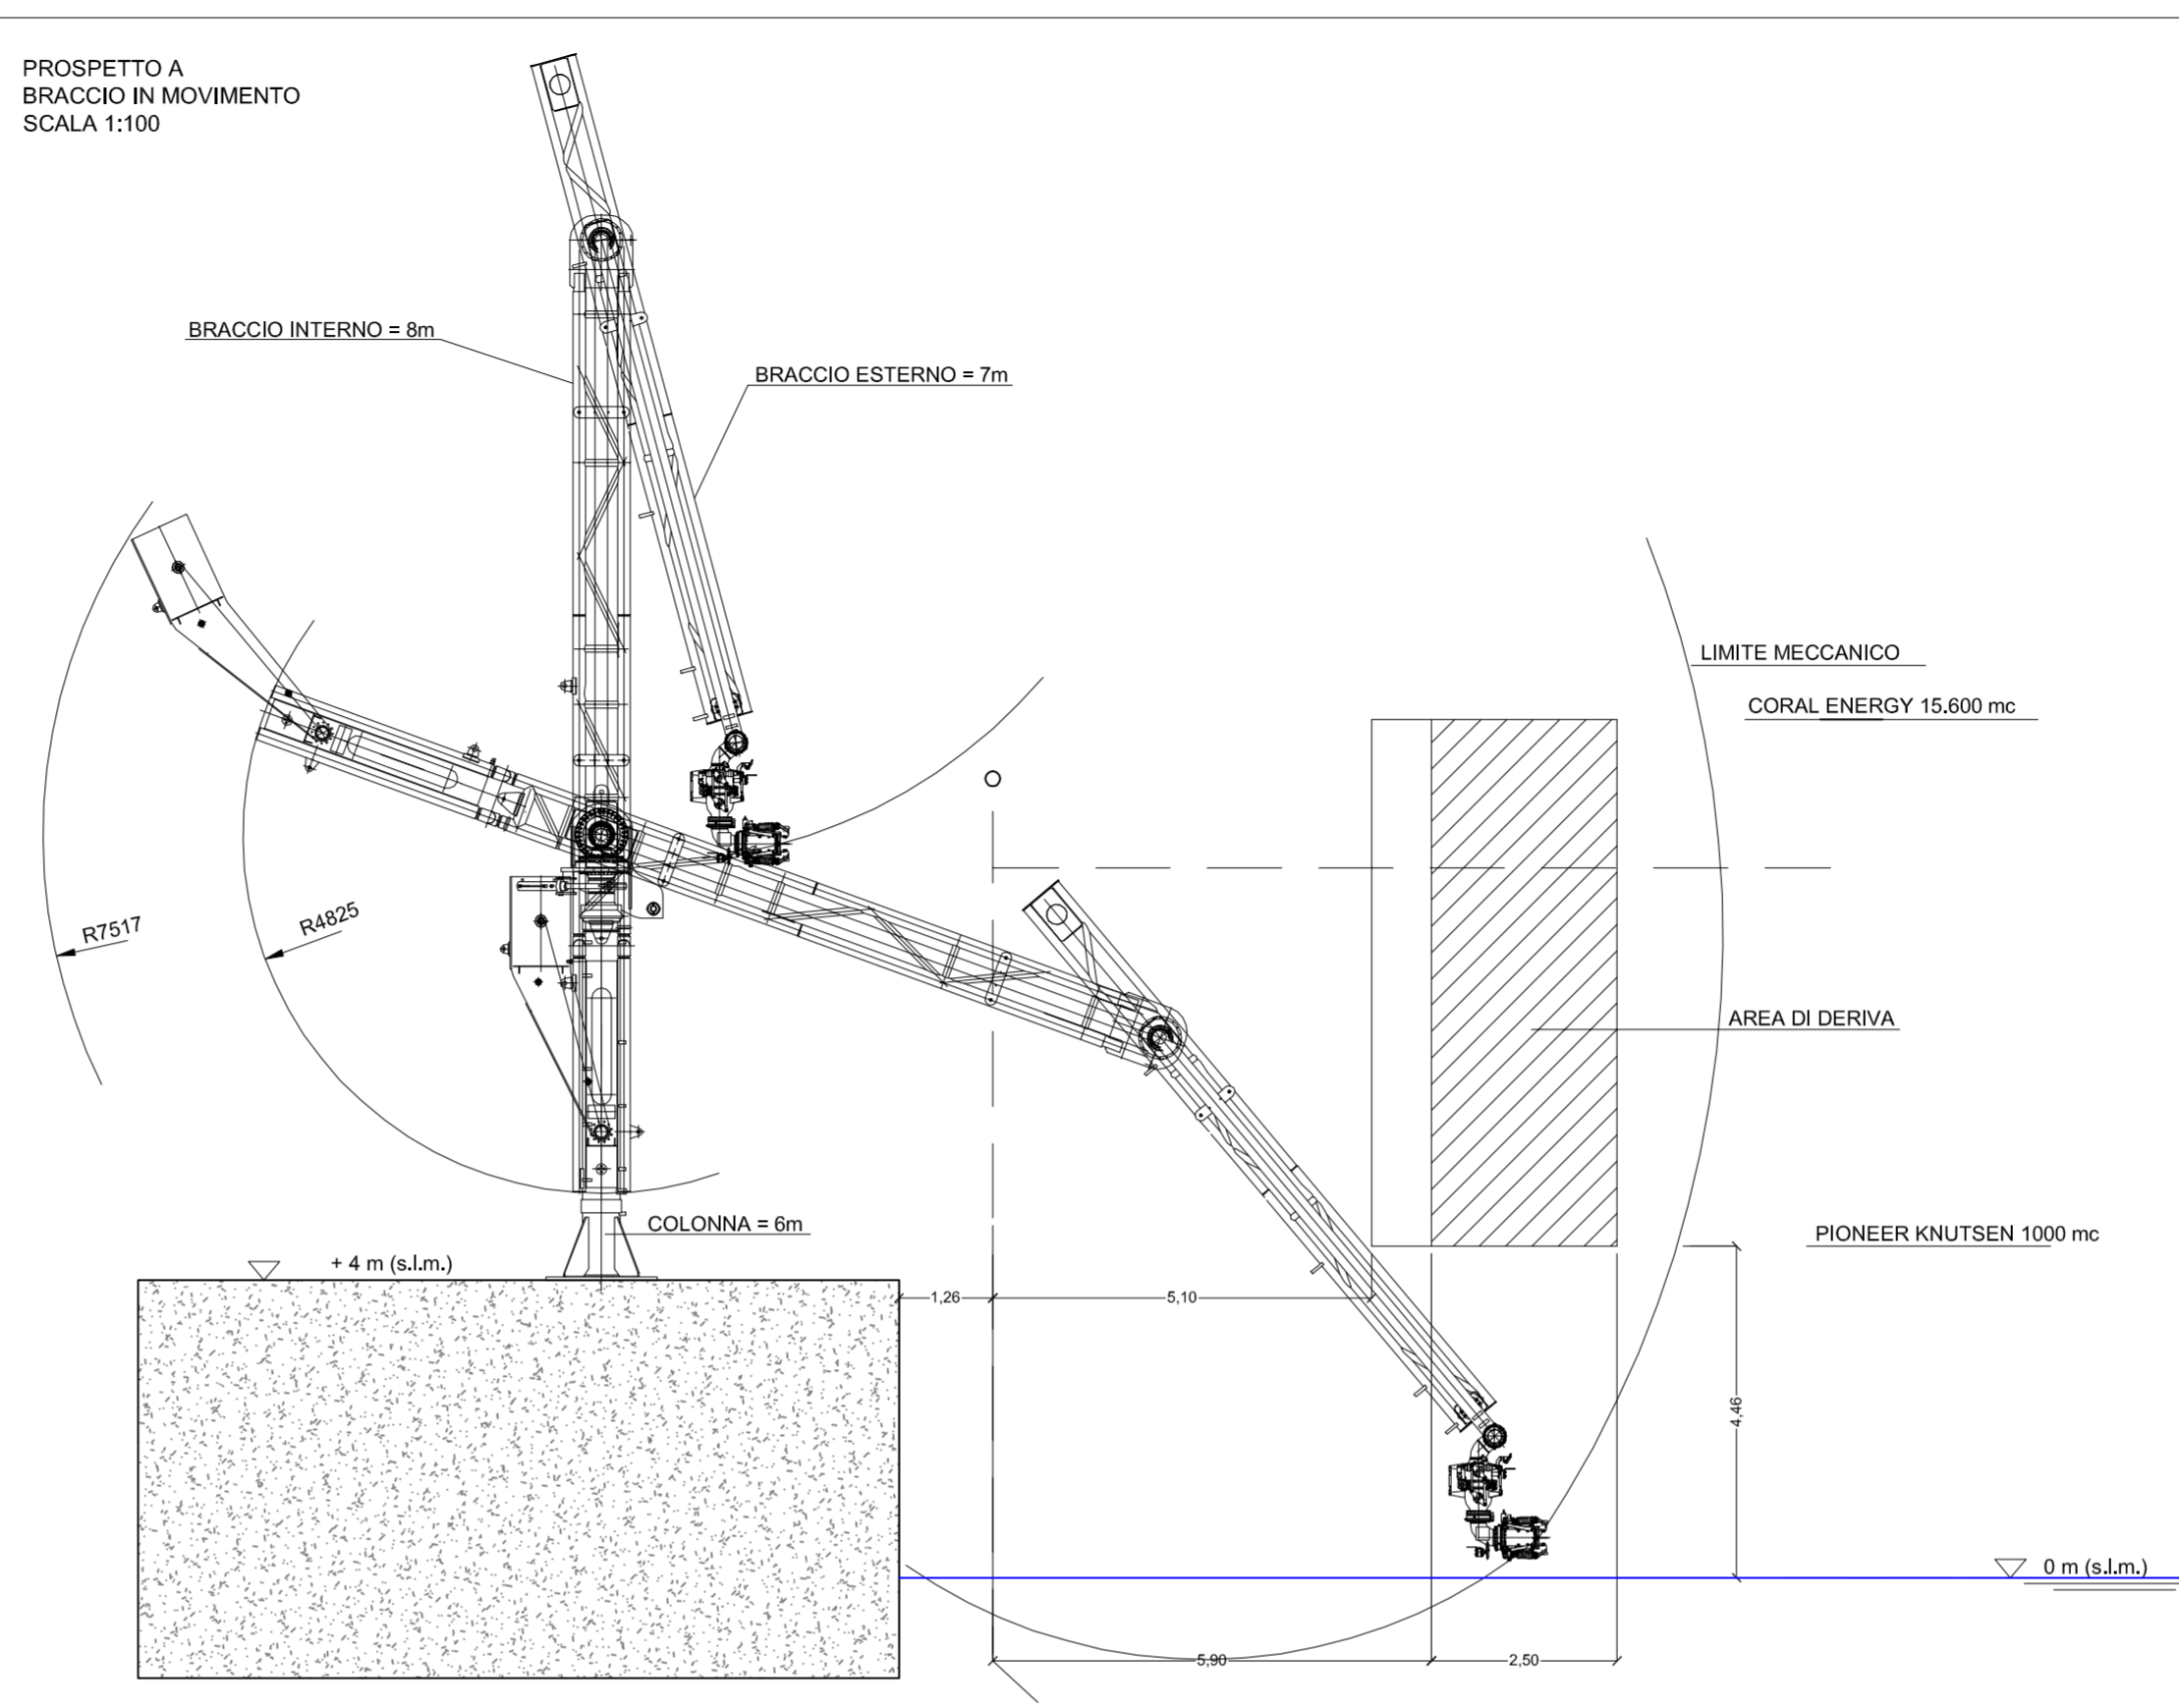 PROSPETTO A
BRACCIO IN MOVIMENTO
SCALA 1:100
BRACCIO INTERNO = 8m
BRACCIO ESTERNO = 7m
LIMITE MECCANICO
CORAL ENERGY 15.600 mc
R7517
R4825
AREA DI DERIVA
COLONNA = 6m
PIONEER KNUTSEN 1000 mc
+ 4 m (s.l.m.)
1,26
5,10
4,46
0 m (s.l.m.)
5,90
2,50